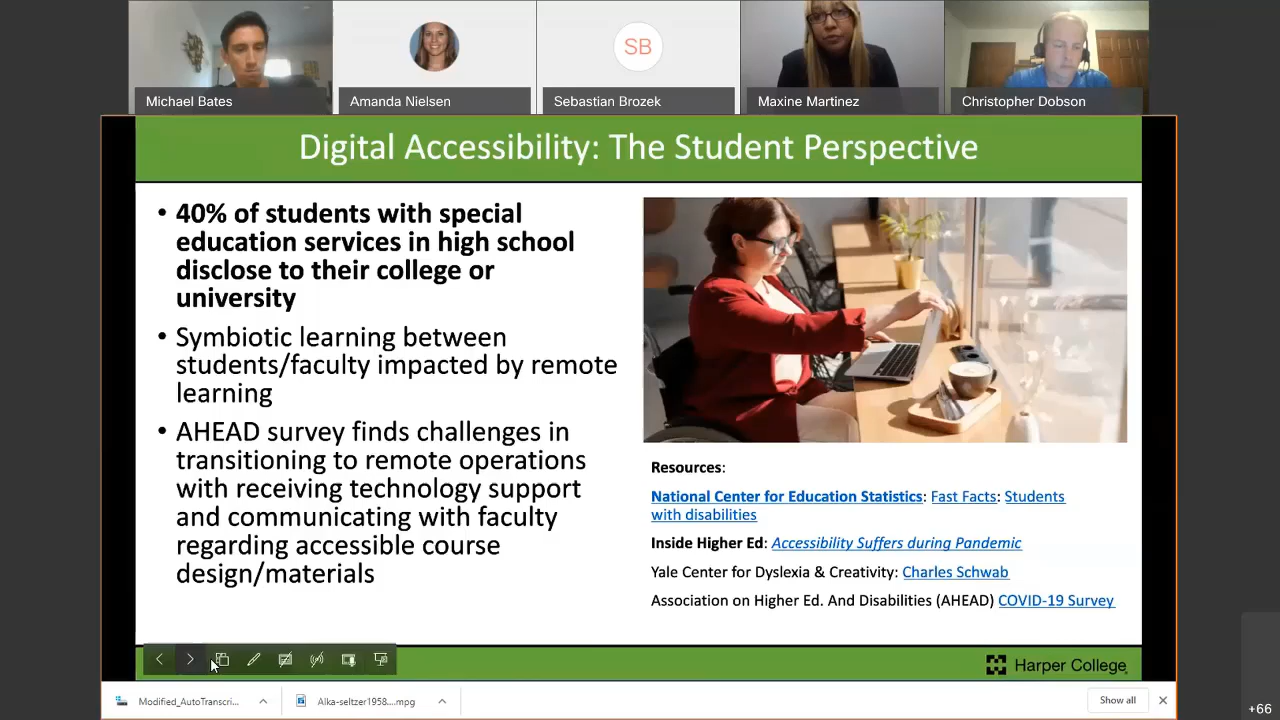 SB
Michael Bates
Amanda Nielsen
Sebastian Brozek
Maxine Martinez
Christopher Dobson
Digital Accessibility: The Student Perspective
• 40% of students with special
education services in high school
disclose to their college or
university
• Symbiotic learning between
students/faculty impacted by remote
learning
• AHEAD survey finds challenges in
transitioning to remote operations
with receiving technology support
and communicating with faculty
regarding accessible course
design/materials
Resources:
National Center for Education Statistics: Fast Facts: Students
with disabilities
Inside Higher Ed: Accessibility Suffers during Pandemic
Yale Center for Dyslexia & Creativity: Charles Schwab
Association on Higher Ed. And Disabilities (AHEAD) COVID-19 Survey
Harper College
Modified_AutoTranscri...
Alka-seltzer1958....mpg
Show all
+66